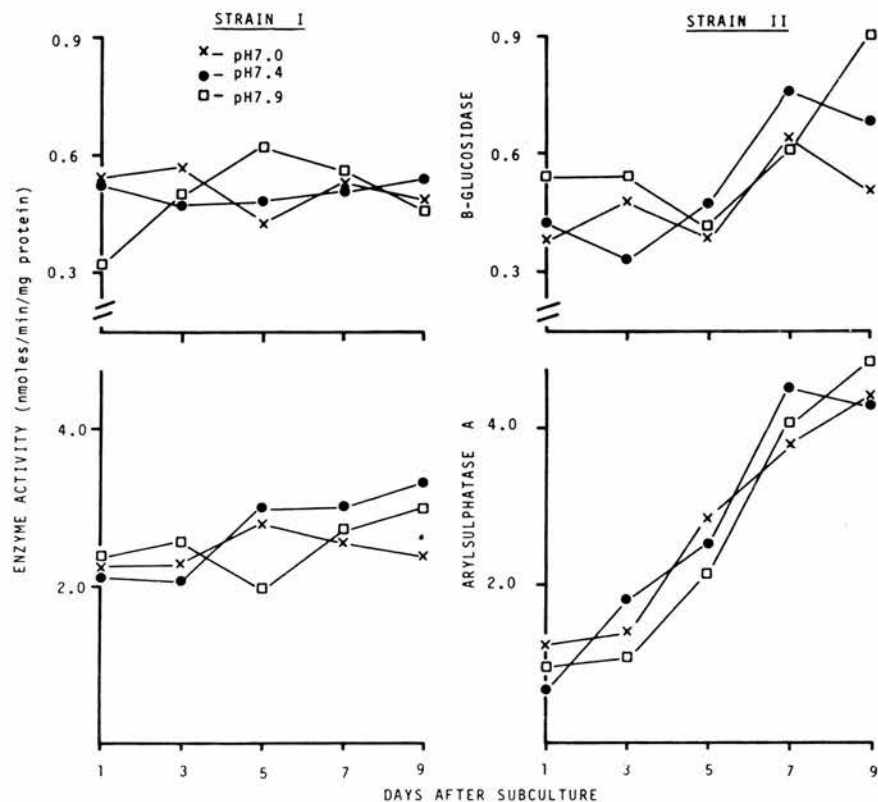 STRAIN I
STRAIN II
x — pH7.0
● — pH7.4
□ — pH7.9
0.9
0.6
0.3
0.9
0.6
0.3
B-GLUCOSIDASE
ENZYME ACTIVITY (nmoles/min/mg protein)
4.0
2.0
4.0
2.0
ARYLSULPHATASE A
1 3 5 7 9
1 3 5 7 9
DAYS AFTER SUBCULTURE